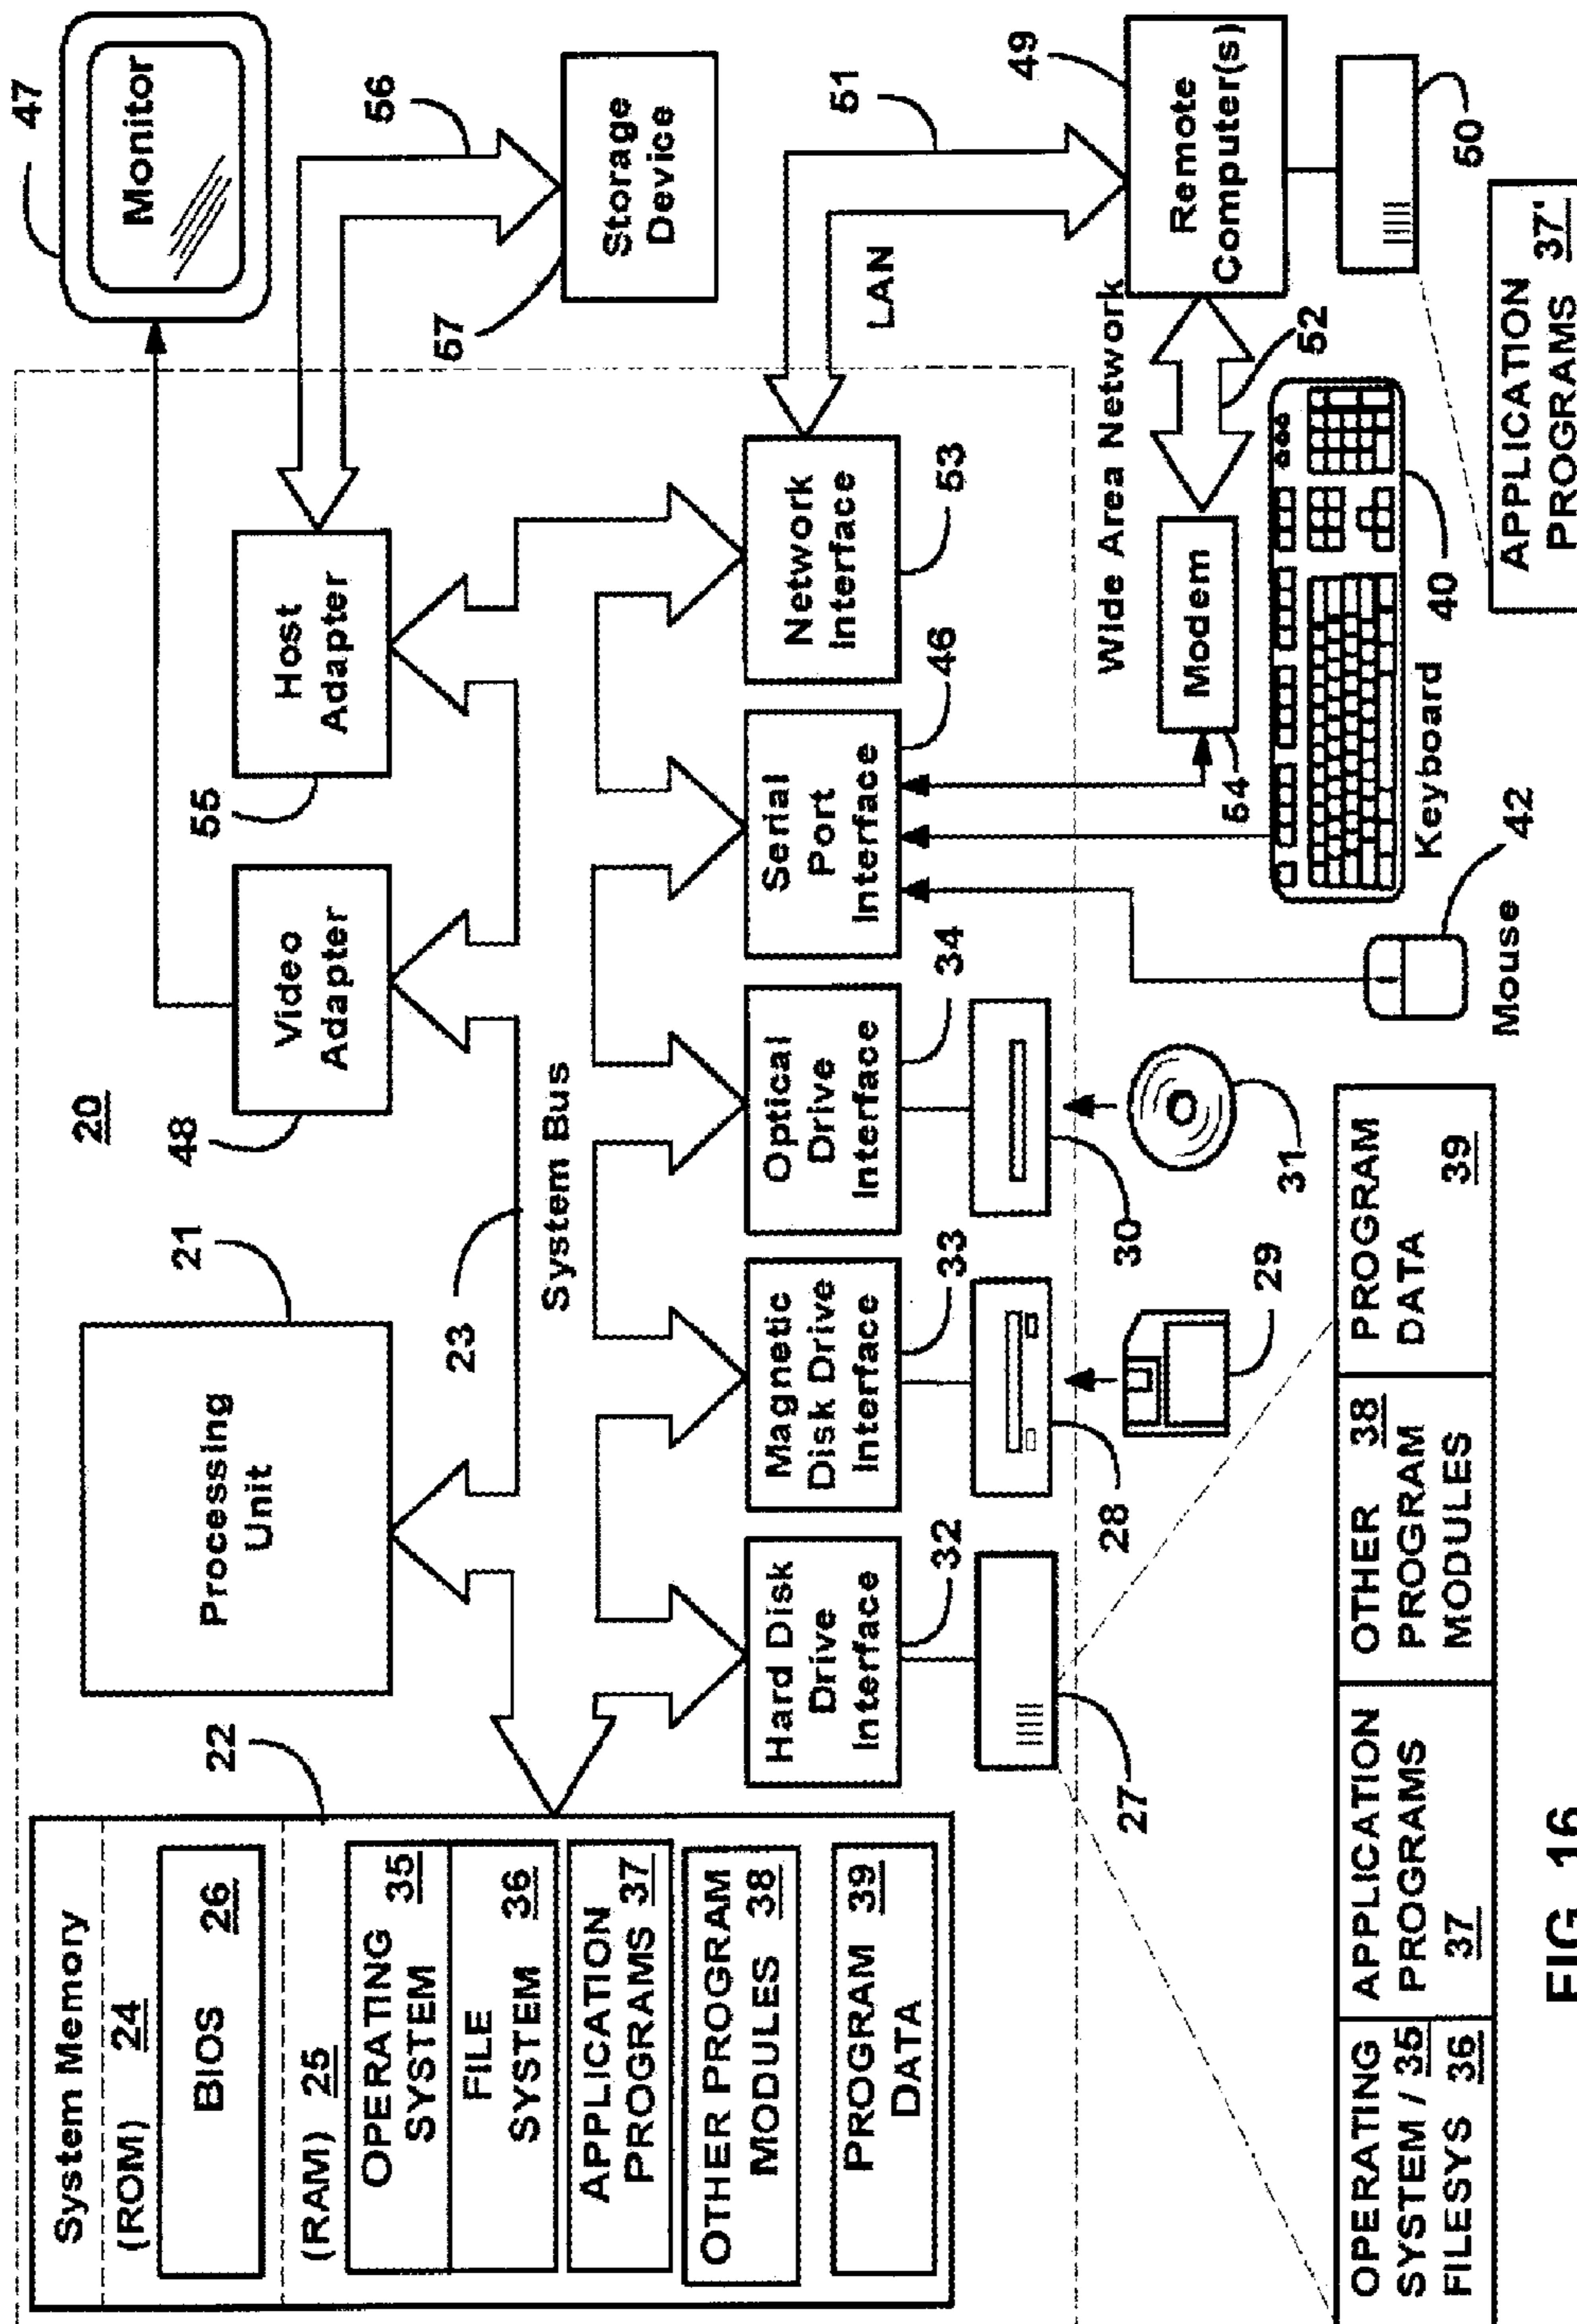 System Memory
(ROM) 24
BIOS 26
(RAM) 25
OPERATING
SYSTEM 35
FILE
SYSTEM 36
APPLICATION
PROGRAMS 37
OTHER PROGRAM
MODULES 38
PROGRAM 39
DATA
22
Processing
Unit
21
20
48
Video
Adapter
55
Host
Adapter
47
Monitor
56
23
System Bus
57
Storage
Device
Hard Disk
Drive
Interface
32
Magnetic
Disk Drive
Interface
33
Optical
Drive
Interface
34
Serial
Port
Interface
46
Network
Interface
53
LAN
51
27
28
29
30
31
54
Modem
Wide Area Network
52
49
Remote
Computer(s)
50
Keyboard
40
Mouse
42
OPERATING
SYSTEM / 35
FILESYS 36
APPLICATION
PROGRAMS
37
OTHER 38
PROGRAM
MODULES
PROGRAM
DATA 39
APPLICATION
PROGRAMS 37'
FIG 16